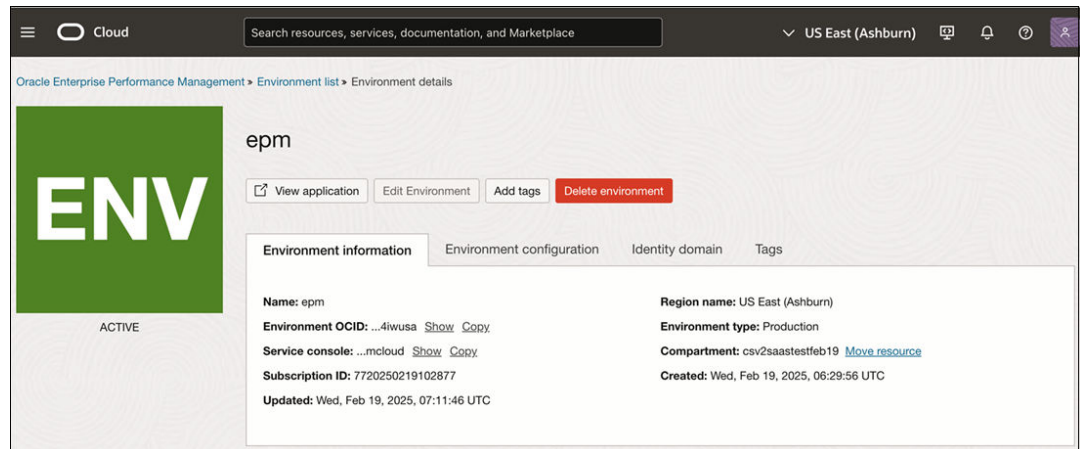 Cloud
Search resources, services, documentation, and Marketplace
US East (Ashburn)
Oracle Enterprise Performance Management » Environment list » Environment details
ENV
ACTIVE
epm
View application
Edit Environment
Add tags
Delete environment
Environment information
Environment configuration
Identity domain
Tags
Name: epm
Environment OCID: ...4iwusa Show Copy
Service console: ...mcloud Show Copy
Subscription ID: 7720250219102877
Updated: Wed, Feb 19, 2025, 07:11:46 UTC
Region name: US East (Ashburn)
Environment type: Production
Compartment: csv2saastestfeb19 Move resource
Created: Wed, Feb 19, 2025, 06:29:56 UTC